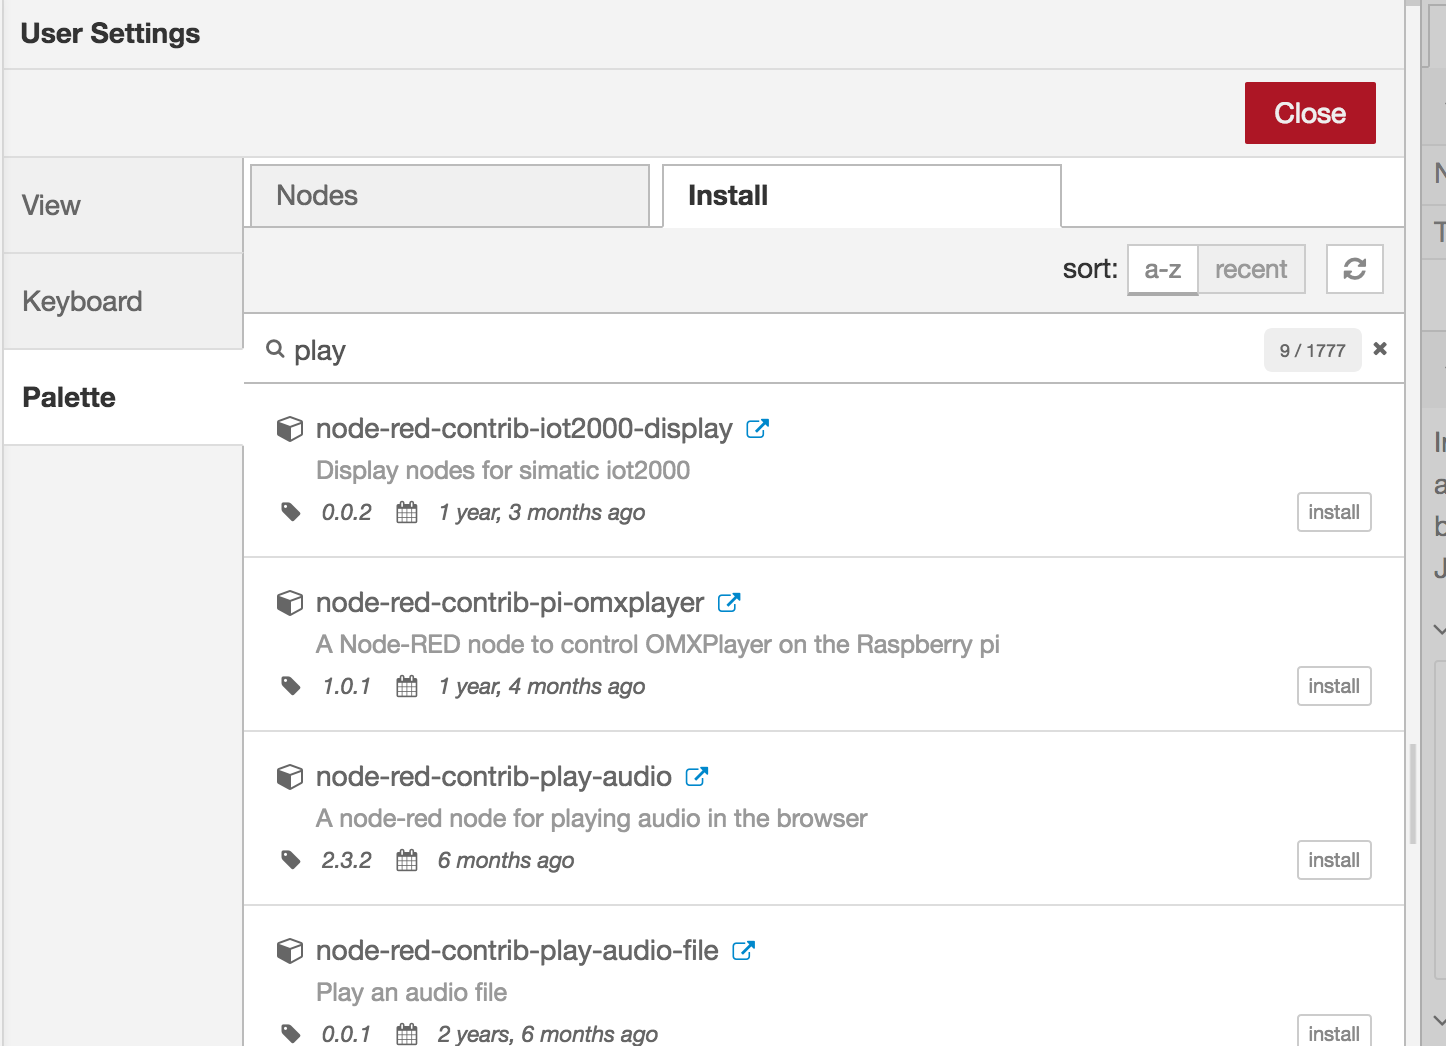 User Settings
Close
View
Keyboard
Palette
Nodes
Install
sort: a-z recent
play
9 / 1777
node-red-contrib-iot2000-display
Display nodes for simatic iot2000
0.0.2 1 year, 3 months ago
install
node-red-contrib-pi-omxplayer
A Node-RED node to control OMXPlayer on the Raspberry pi
1.0.1 1 year, 4 months ago
install
node-red-contrib-play-audio
A node-red node for playing audio in the browser
2.3.2 6 months ago
install
node-red-contrib-play-audio-file
Play an audio file
0.0.1 2 years, 6 months ago
install